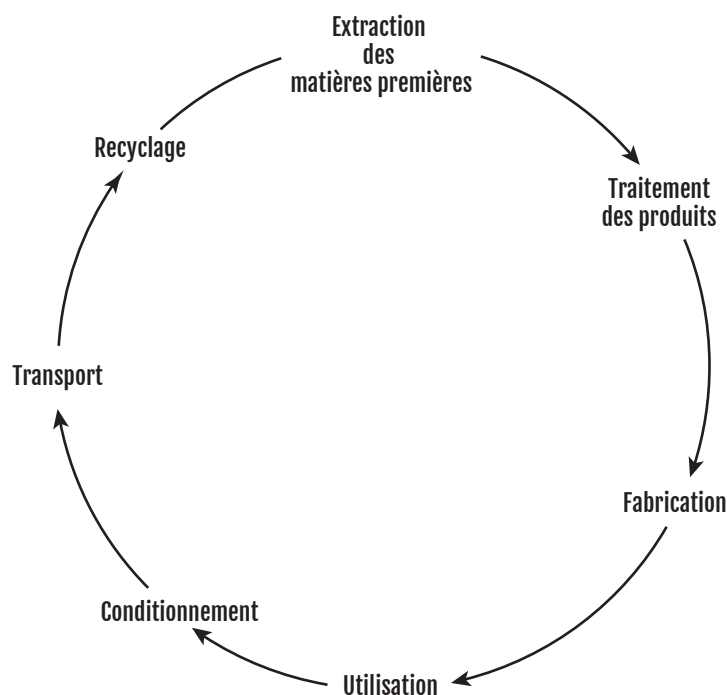 Extraction
des
matières premières
Traitement
des produits
Fabrication
Utilisation
Conditionnement
Transport
Recyclage